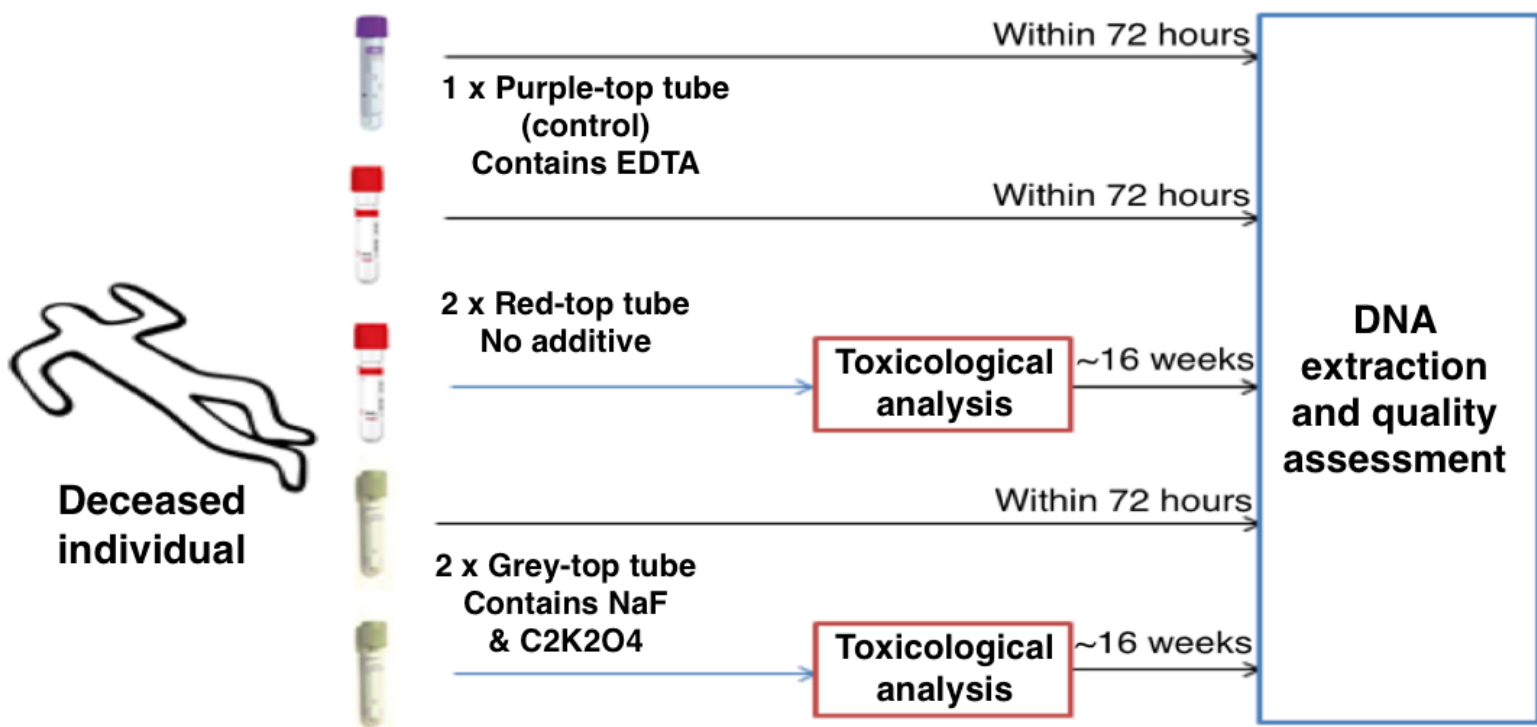 Within 72 hours
1 x Purple-top tube
(control)
Contains EDTA
Within 72 hours
2 x Red-top tube
No additive
Toxicological
analysis
~16 weeks
Within 72 hours
2 x Grey-top tube
Contains NaF
& C2K2O4
Toxicological
analysis
~16 weeks
Deceased
individual
DNA
extraction
and quality
assessment